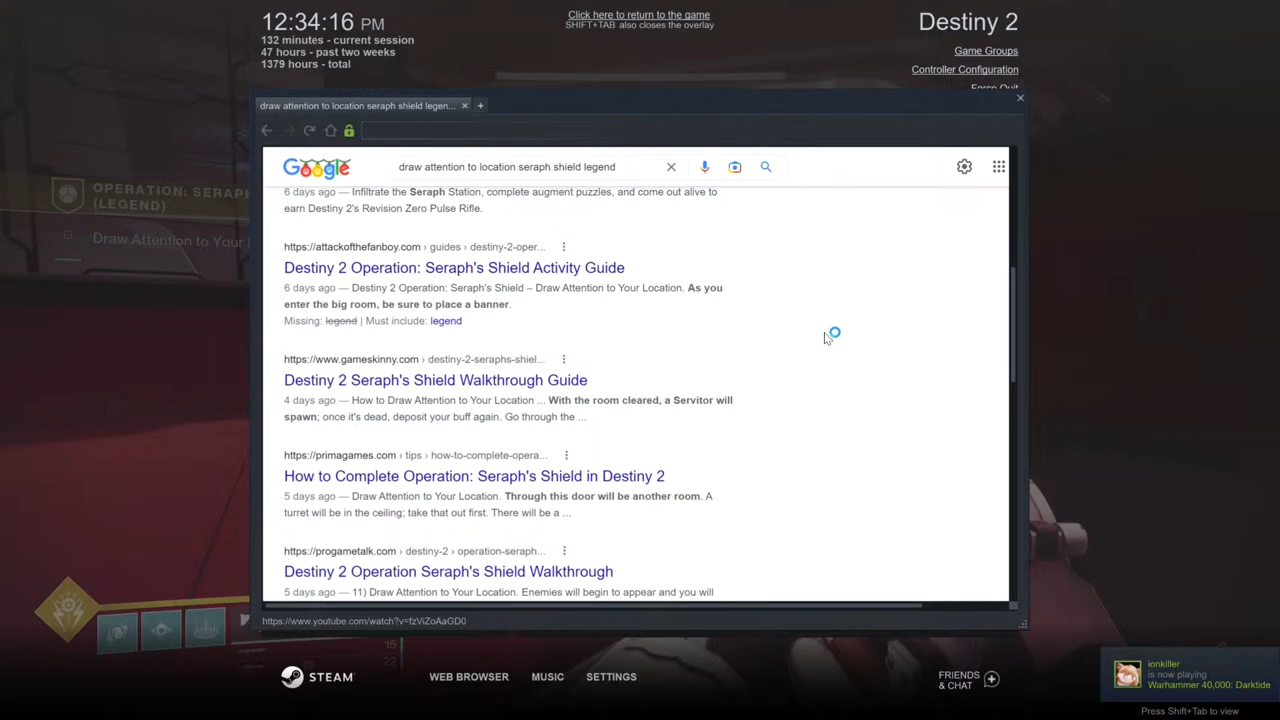 12:34:16 PM
132 minutes - current session
47 hours - past two weeks
1379 hours - total
Click here to return to the game
SHIFT+TAB also closes the overlay
Destiny 2
Game Groups
Controller Configuration
Force Quit
draw attention to location seraph shield legen...
Google
draw attention to location seraph shield legend
6 days ago — Infiltrate the Seraph Station, complete augment puzzles, and come out alive to
earn Destiny 2's Revision Zero Pulse Rifle.
https://attackofthefanboy.com › guides › destiny-2-oper...
Destiny 2 Operation: Seraph's Shield Activity Guide
6 days ago — Destiny 2 Operation: Seraph's Shield – Draw Attention to Your Location. As you
enter the big room, be sure to place a banner.
Missing: legend | Must include: legend
https://www.gameskinny.com › destiny-2-seraphs-shiel...
Destiny 2 Seraph's Shield Walkthrough Guide
4 days ago — How to Draw Attention to Your Location ... With the room cleared, a Servitor will
spawn; once it's dead, deposit your buff again. Go through the ...
https://primagames.com › tips › how-to-complete-opera...
How to Complete Operation: Seraph's Shield in Destiny 2
5 days ago — Draw Attention to Your Location. Through this door will be another room. A
turret will be in the ceiling; take that out first. There will be a ...
https://progametalk.com › destiny-2 › operation-seraph...
Destiny 2 Operation Seraph's Shield Walkthrough
5 days ago — 11) Draw Attention to Your Location. Enemies will begin to appear and you will
https://www.youtube.com/watch?v=fzViZoAaGD0
OPERATION: SERAPH
(LEGEND)
Draw Attention to Your
15
22
STEAM
WEB BROWSER
MUSIC
SETTINGS
FRIENDS
& CHAT
ionkiller
is now playing
Warhammer 40,000: Darktide
Press Shift+Tab to view